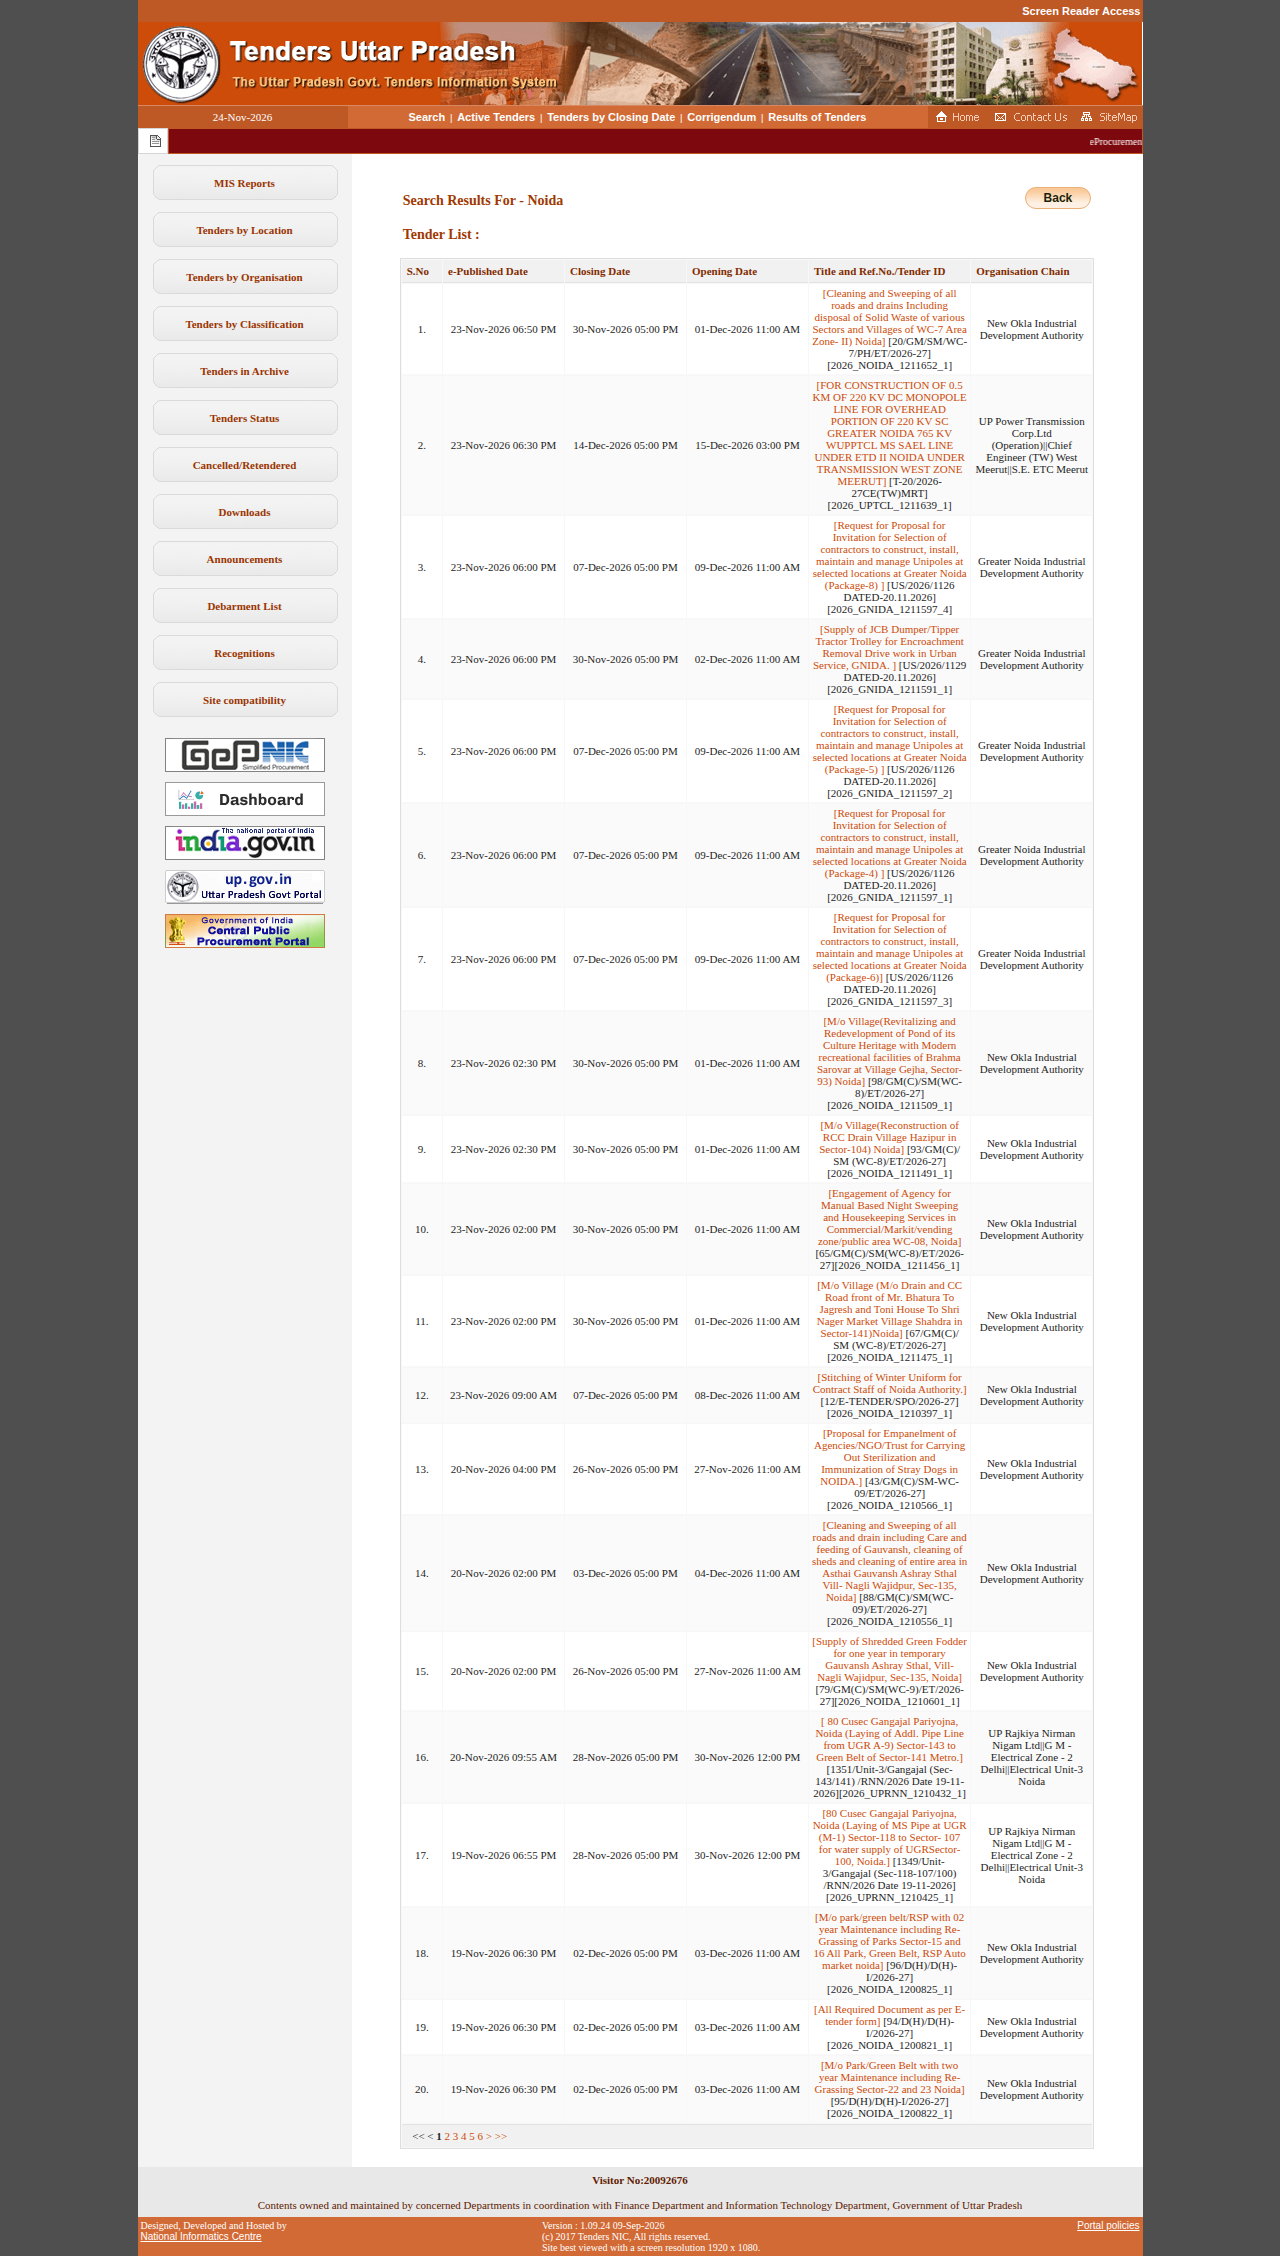 Screen Reader Access
Tenders Uttar Pradesh
The Uttar Pradesh Govt. Tenders Information System
24-Nov-2026
Search | Active Tenders | Tenders by Closing Date | Corrigendum | Results of Tenders
Home Contact Us SiteMap
eProcuremen
MIS Reports
Tenders by Location
Tenders by Organisation
Tenders by Classification
Tenders in Archive
Tenders Status
Cancelled/Retendered
Downloads
Announcements
Debarment List
Recognitions
Site compatibility
GePNIC
Simplified Procurement
Dashboard
The national portal of India
india.gov.in
up.gov.in
Uttar Pradesh Govt Portal
Government of India
Central Public
Procurement Portal
Search Results For - Noida
Back
Tender List :
S.No e-Published Date Closing Date Opening Date Title and Ref.No./Tender ID Organisation Chain
1. 23-Nov-2026 06:50 PM 30-Nov-2026 05:00 PM 01-Dec-2026 11:00 AM
[Cleaning and Sweeping of all
roads and drains Including
disposal of Solid Waste of various
Sectors and Villages of WC-7 Area
Zone- II) Noida] [20/GM/SM/WC-
7/PH/ET/2026-27]
[2026_NOIDA_1211652_1]
New Okla Industrial
Development Authority
2. 23-Nov-2026 06:30 PM 14-Dec-2026 05:00 PM 15-Dec-2026 03:00 PM
[FOR CONSTRUCTION OF 0.5
KM OF 220 KV DC MONOPOLE
LINE FOR OVERHEAD
PORTION OF 220 KV SC
GREATER NOIDA 765 KV
WUPPTCL MS SAEL LINE
UNDER ETD II NOIDA UNDER
TRANSMISSION WEST ZONE
MEERUT] [T-20/2026-
27CE(TW)MRT]
[2026_UPTCL_1211639_1]
UP Power Transmission
Corp.Ltd
(Operation)||Chief
Engineer (TW) West
Meerut||S.E. ETC Meerut
3. 23-Nov-2026 06:00 PM 07-Dec-2026 05:00 PM 09-Dec-2026 11:00 AM
[Request for Proposal for
Invitation for Selection of
contractors to construct, install,
maintain and manage Unipoles at
selected locations at Greater Noida
(Package-8) ] [US/2026/1126
DATED-20.11.2026]
[2026_GNIDA_1211597_4]
Greater Noida Industrial
Development Authority
4. 23-Nov-2026 06:00 PM 30-Nov-2026 05:00 PM 02-Dec-2026 11:00 AM
[Supply of JCB Dumper/Tipper
Tractor Trolley for Encroachment
Removal Drive work in Urban
Service, GNIDA. ] [US/2026/1129
DATED-20.11.2026]
[2026_GNIDA_1211591_1]
Greater Noida Industrial
Development Authority
5. 23-Nov-2026 06:00 PM 07-Dec-2026 05:00 PM 09-Dec-2026 11:00 AM
[Request for Proposal for
Invitation for Selection of
contractors to construct, install,
maintain and manage Unipoles at
selected locations at Greater Noida
(Package-5) ] [US/2026/1126
DATED-20.11.2026]
[2026_GNIDA_1211597_2]
Greater Noida Industrial
Development Authority
6. 23-Nov-2026 06:00 PM 07-Dec-2026 05:00 PM 09-Dec-2026 11:00 AM
[Request for Proposal for
Invitation for Selection of
contractors to construct, install,
maintain and manage Unipoles at
selected locations at Greater Noida
(Package-4) ] [US/2026/1126
DATED-20.11.2026]
[2026_GNIDA_1211597_1]
Greater Noida Industrial
Development Authority
7. 23-Nov-2026 06:00 PM 07-Dec-2026 05:00 PM 09-Dec-2026 11:00 AM
[Request for Proposal for
Invitation for Selection of
contractors to construct, install,
maintain and manage Unipoles at
selected locations at Greater Noida
(Package-6)] [US/2026/1126
DATED-20.11.2026]
[2026_GNIDA_1211597_3]
Greater Noida Industrial
Development Authority
8. 23-Nov-2026 02:30 PM 30-Nov-2026 05:00 PM 01-Dec-2026 11:00 AM
[M/o Village(Revitalizing and
Redevelopment of Pond of its
Culture Heritage with Modern
recreational facilities of Brahma
Sarovar at Village Gejha, Sector-
93) Noida] [98/GM(C)/SM(WC-
8)/ET/2026-27]
[2026_NOIDA_1211509_1]
New Okla Industrial
Development Authority
9. 23-Nov-2026 02:30 PM 30-Nov-2026 05:00 PM 01-Dec-2026 11:00 AM
[M/o Village(Reconstruction of
RCC Drain Village Hazipur in
Sector-104) Noida] [93/GM(C)/
SM (WC-8)/ET/2026-27]
[2026_NOIDA_1211491_1]
New Okla Industrial
Development Authority
10. 23-Nov-2026 02:00 PM 30-Nov-2026 05:00 PM 01-Dec-2026 11:00 AM
[Engagement of Agency for
Manual Based Night Sweeping
and Housekeeping Services in
Commercial/Markit/vending
zone/public area WC-08, Noida]
[65/GM(C)/SM(WC-8)/ET/2026-
27][2026_NOIDA_1211456_1]
New Okla Industrial
Development Authority
11. 23-Nov-2026 02:00 PM 30-Nov-2026 05:00 PM 01-Dec-2026 11:00 AM
[M/o Village (M/o Drain and CC
Road front of Mr. Bhatura To
Jagresh and Toni House To Shri
Nager Market Village Shahdra in
Sector-141)Noida] [67/GM(C)/
SM (WC-8)/ET/2026-27]
[2026_NOIDA_1211475_1]
New Okla Industrial
Development Authority
12. 23-Nov-2026 09:00 AM 07-Dec-2026 05:00 PM 08-Dec-2026 11:00 AM
[Stitching of Winter Uniform for
Contract Staff of Noida Authority.]
[12/E-TENDER/SPO/2026-27]
[2026_NOIDA_1210397_1]
New Okla Industrial
Development Authority
13. 20-Nov-2026 04:00 PM 26-Nov-2026 05:00 PM 27-Nov-2026 11:00 AM
[Proposal for Empanelment of
Agencies/NGO/Trust for Carrying
Out Sterilization and
Immunization of Stray Dogs in
NOIDA.] [43/GM(C)/SM-WC-
09/ET/2026-27]
[2026_NOIDA_1210566_1]
New Okla Industrial
Development Authority
14. 20-Nov-2026 02:00 PM 03-Dec-2026 05:00 PM 04-Dec-2026 11:00 AM
[Cleaning and Sweeping of all
roads and drain including Care and
feeding of Gauvansh, cleaning of
sheds and cleaning of entire area in
Asthai Gauvansh Ashray Sthal
Vill- Nagli Wajidpur, Sec-135,
Noida] [88/GM(C)/SM(WC-
09)/ET/2026-27]
[2026_NOIDA_1210556_1]
New Okla Industrial
Development Authority
15. 20-Nov-2026 02:00 PM 26-Nov-2026 05:00 PM 27-Nov-2026 11:00 AM
[Supply of Shredded Green Fodder
for one year in temporary
Gauvansh Ashray Sthal, Vill-
Nagli Wajidpur, Sec-135, Noida]
[79/GM(C)/SM(WC-9)/ET/2026-
27][2026_NOIDA_1210601_1]
New Okla Industrial
Development Authority
16. 20-Nov-2026 09:55 AM 28-Nov-2026 05:00 PM 30-Nov-2026 12:00 PM
[ 80 Cusec Gangajal Pariyojna,
Noida (Laying of Addl. Pipe Line
from UGR A-9) Sector-143 to
Green Belt of Sector-141 Metro.]
[1351/Unit-3/Gangajal (Sec-
143/141) /RNN/2026 Date 19-11-
2026][2026_UPRNN_1210432_1]
UP Rajkiya Nirman
Nigam Ltd||G M -
Electrical Zone - 2
Delhi||Electrical Unit-3
Noida
17. 19-Nov-2026 06:55 PM 28-Nov-2026 05:00 PM 30-Nov-2026 12:00 PM
[80 Cusec Gangajal Pariyojna,
Noida (Laying of MS Pipe at UGR
(M-1) Sector-118 to Sector- 107
for water supply of UGRSector-
100, Noida.] [1349/Unit-
3/Gangajal (Sec-118-107/100)
/RNN/2026 Date 19-11-2026]
[2026_UPRNN_1210425_1]
UP Rajkiya Nirman
Nigam Ltd||G M -
Electrical Zone - 2
Delhi||Electrical Unit-3
Noida
18. 19-Nov-2026 06:30 PM 02-Dec-2026 05:00 PM 03-Dec-2026 11:00 AM
[M/o park/green belt/RSP with 02
year Maintenance including Re-
Grassing of Parks Sector-15 and
16 All Park, Green Belt, RSP Auto
market noida] [96/D(H)/D(H)-
I/2026-27]
[2026_NOIDA_1200825_1]
New Okla Industrial
Development Authority
19. 19-Nov-2026 06:30 PM 02-Dec-2026 05:00 PM 03-Dec-2026 11:00 AM
[All Required Document as per E-
tender form] [94/D(H)/D(H)-
I/2026-27]
[2026_NOIDA_1200821_1]
New Okla Industrial
Development Authority
20. 19-Nov-2026 06:30 PM 02-Dec-2026 05:00 PM 03-Dec-2026 11:00 AM
[M/o Park/Green Belt with two
year Maintenance including Re-
Grassing Sector-22 and 23 Noida]
[95/D(H)/D(H)-I/2026-27]
[2026_NOIDA_1200822_1]
New Okla Industrial
Development Authority
<< < 1 2 3 4 5 6 > >>
Visitor No:20092676
Contents owned and maintained by concerned Departments in coordination with Finance Department and Information Technology Department, Government of Uttar Pradesh
Designed, Developed and Hosted by
National Informatics Centre
Version : 1.09.24 09-Sep-2026
(c) 2017 Tenders NIC, All rights reserved.
Site best viewed with a screen resolution 1920 x 1080.
Portal policies